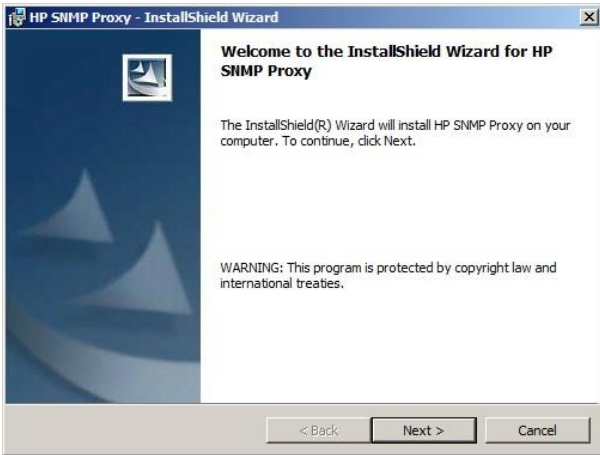 HP SNMP Proxy - InstallShield Wizard
Welcome to the InstallShield Wizard for HP
SNMP Proxy
The InstallShield(R) Wizard will install HP SNMP Proxy on your
computer. To continue, click Next.
WARNING: This program is protected by copyright law and
international treaties.
< Back Next > Cancel